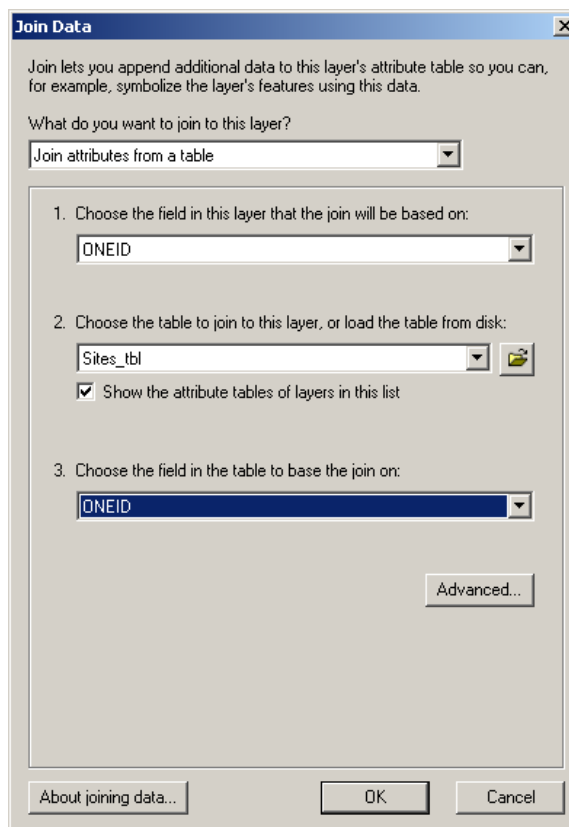 Join Data
Join lets you append additional data to this layer's attribute table so you can,
for example, symbolize the layer's features using this data.
What do you want to join to this layer?
Join attributes from a table
1. Choose the field in this layer that the join will be based on:
ONEID
2. Choose the table to join to this layer, or load the table from disk:
Sites_tbl
Show the attribute tables of layers in this list
3. Choose the field in the table to base the join on:
ONEID
Advanced...
About joining data...
OK
Cancel